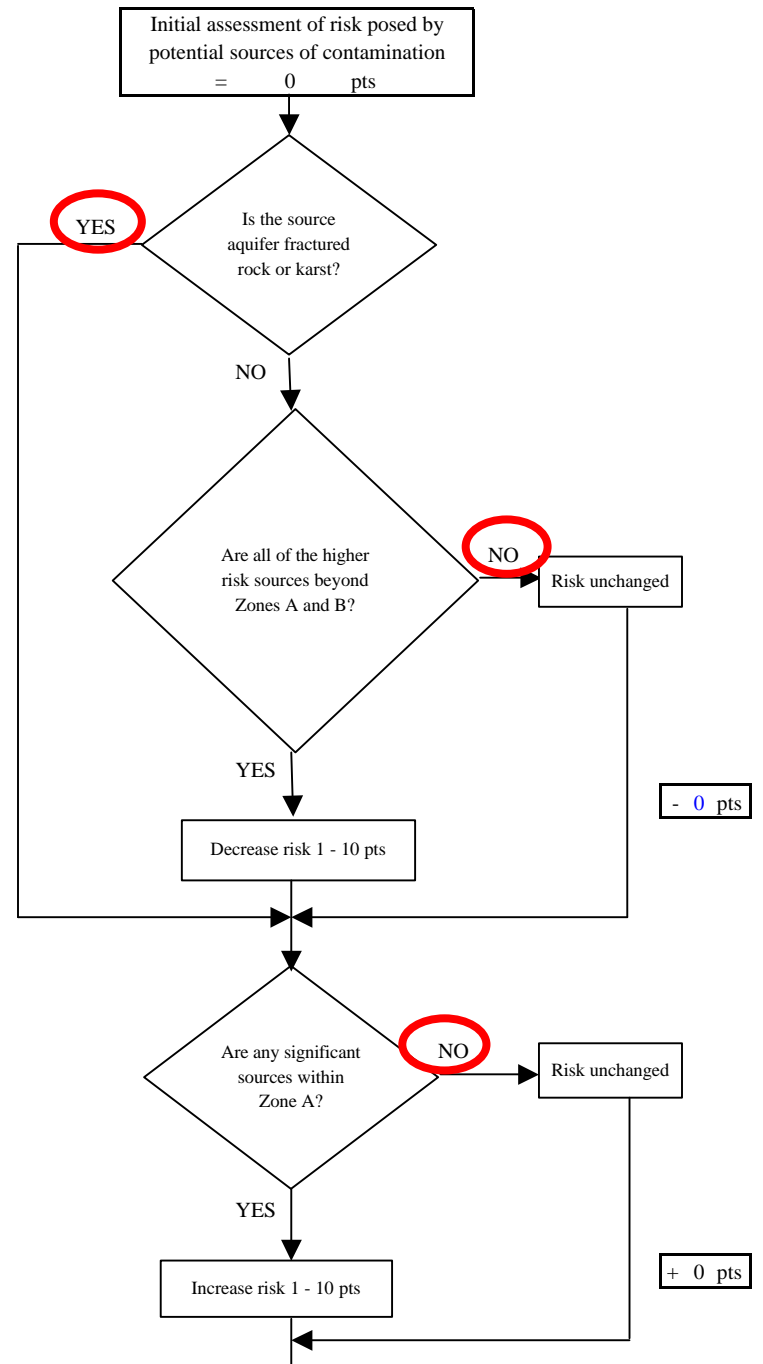 Initial assessment of risk posed by
potential sources of contamination
= 0 pts
YES
Is the source
aquifer fractured
rock or karst?
NO
Are all of the higher
risk sources beyond
Zones A and B?
NO
Risk unchanged
YES
- 0 pts
Decrease risk 1 - 10 pts
Are any significant
sources within
Zone A?
NO
Risk unchanged
YES
+ 0 pts
Increase risk 1 - 10 pts